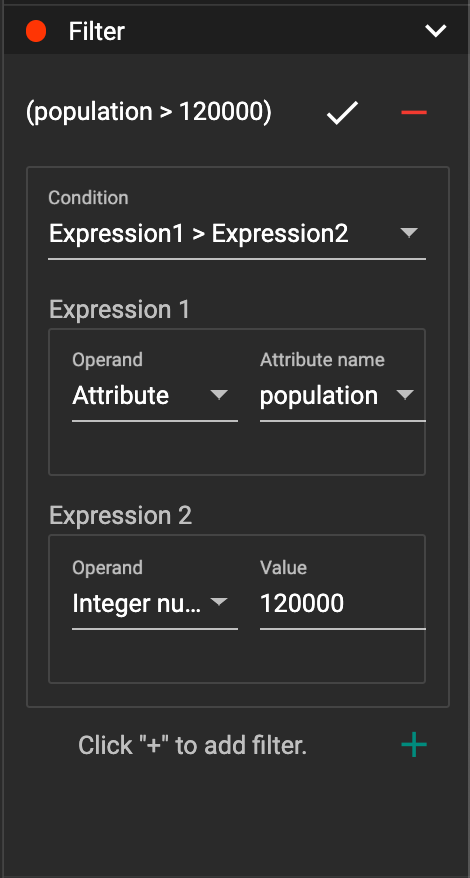 Filter
(population > 120000)
Condition
Expression1 > Expression2
Expression 1
Operand Attribute name
Attribute population
Expression 2
Operand Value
Integer nu... 120000
Click "+" to add filter.